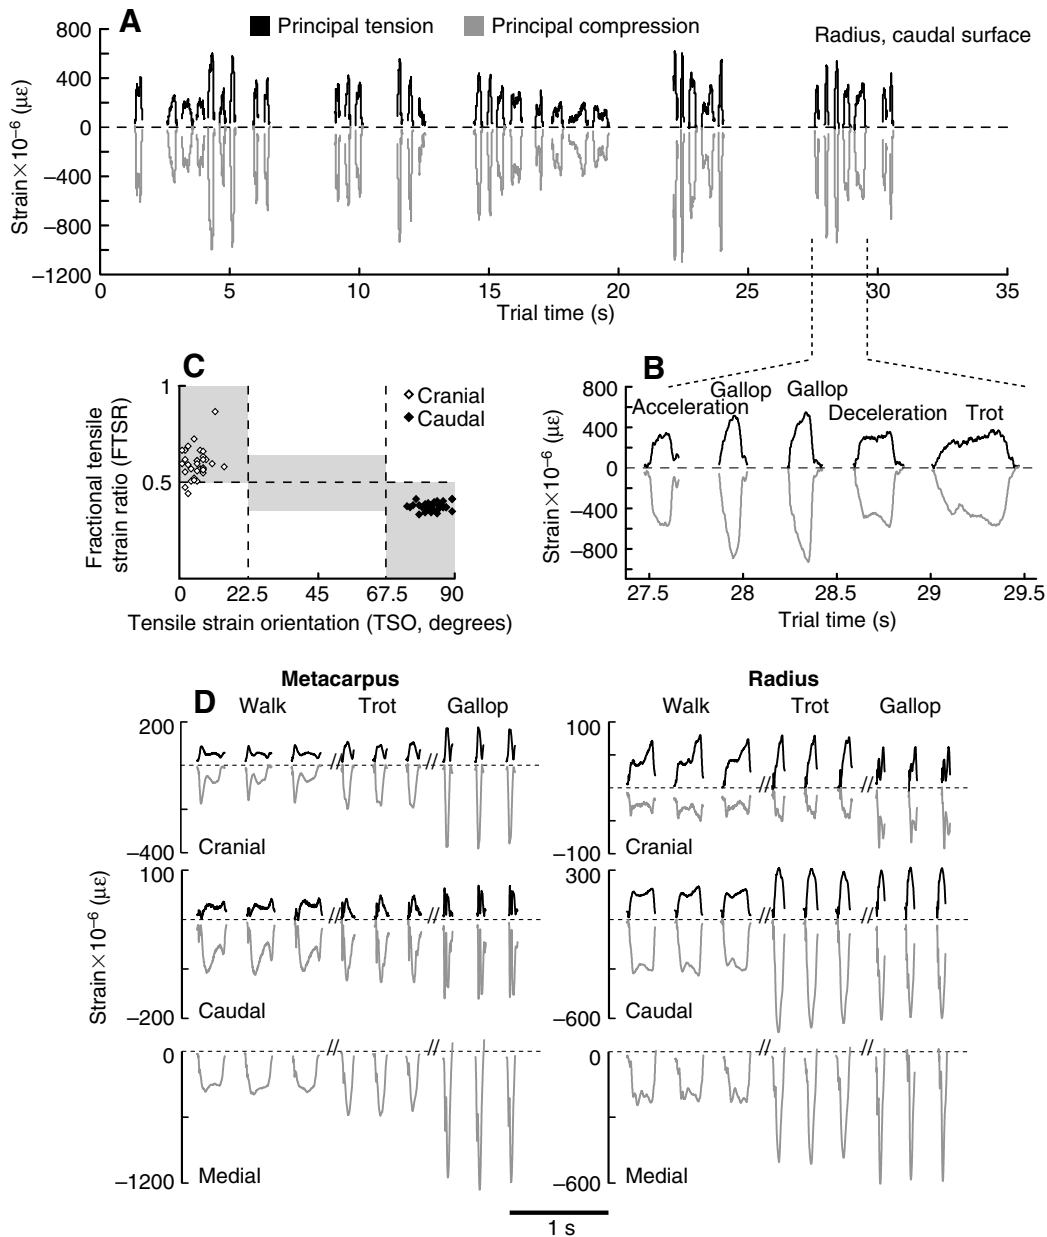 A
Principal tension
Principal compression
Radius, caudal surface
800
400
0
–400
–800
–1200
Strain×10⁻⁶ (με)
0
5
10
15
20
25
30
35
Trial time (s)
C
1
0.5
Fractional tensile
strain ratio (FTSR)
Cranial
Caudal
0
22.5
45
67.5
90
Tensile strain orientation (TSO, degrees)
B
800
400
0
–400
–800
Strain×10⁻⁶ (με)
Acceleration
Gallop
Gallop
Deceleration
Trot
27.5
28
28.5
29
29.5
Trial time (s)
D
Metacarpus
Walk
Trot
Gallop
Radius
Walk
Trot
Gallop
Strain×10⁻⁶ (με)
200
–400
Cranial
100
–100
Cranial
100
–200
Caudal
300
–600
Caudal
0
–1200
Medial
0
–600
Medial
1 s